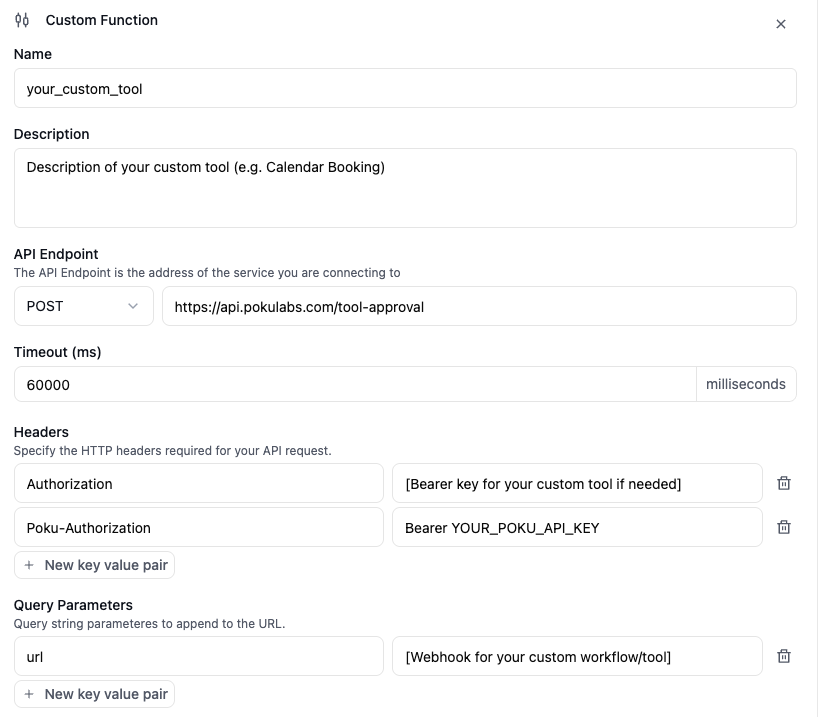 Custom Function
Name
your_custom_tool
Description
Description of your custom tool (e.g. Calendar Booking)
API Endpoint
The API Endpoint is the address of the service you are connecting to
POST https://api.pokulabs.com/tool-approval
Timeout (ms)
60000 milliseconds
Headers
Specify the HTTP headers required for your API request.
Authorization [Bearer key for your custom tool if needed]
Poku-Authorization Bearer YOUR_POKU_API_KEY
+ New key value pair
Query Parameters
Query string parameteres to append to the URL.
url [Webhook for your custom workflow/tool]
+ New key value pair